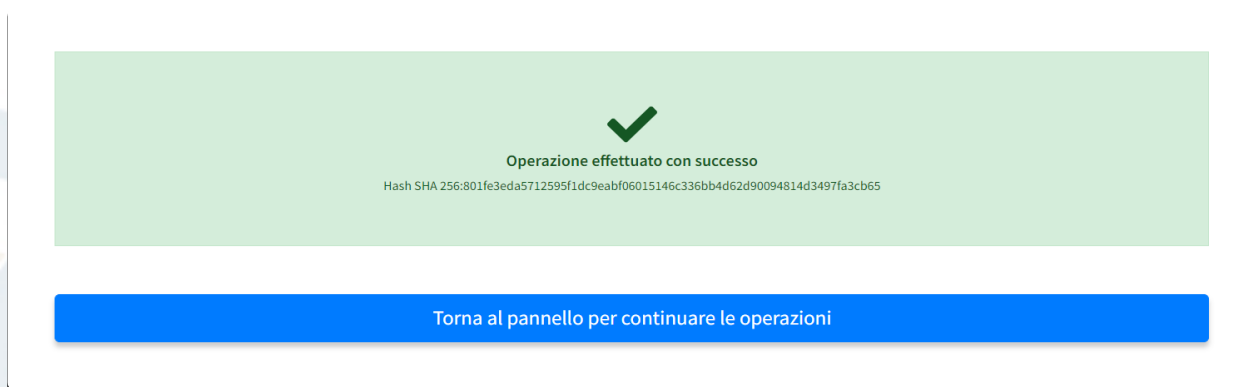 Operazione effettuato con successo
Hash SHA 256:801fe3eda5712595f1dc9eabf06015146c336bb4d62d90094814d3497fa3cb65
Torna al pannello per continuare le operazioni